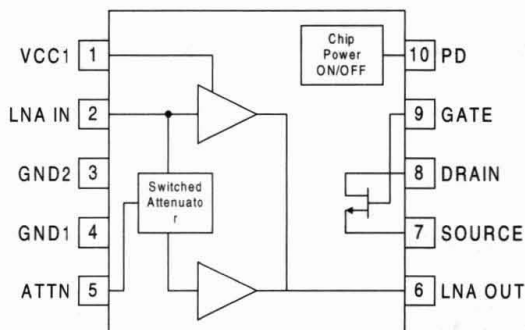 Chip
Power
ON/OFF
VCC1 1
10 PD
LNA IN 2
9 GATE
GND2 3
8 DRAIN
Switched
Attenuato
r
GND1 4
7 SOURCE
ATTN 5
6 LNA OUT